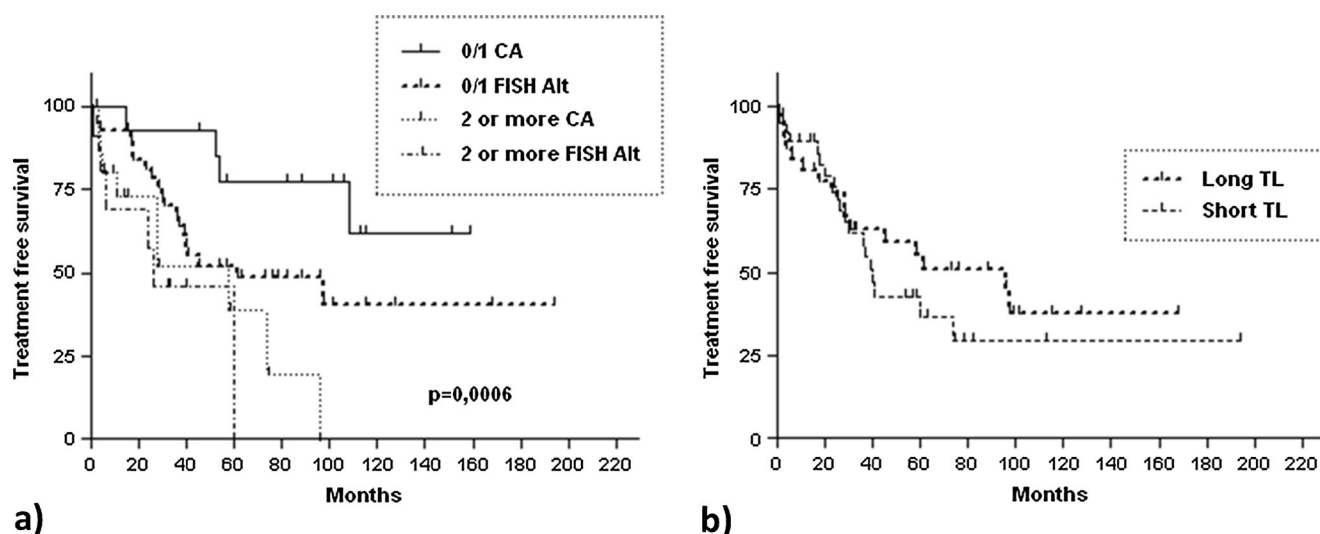 0/1 CA
0/1 FISH Alt
2 or more CA
2 or more FISH Alt
Treatment free survival
100
75
50
25
0
p=0,0006
0 20 40 60 80 100 120 140 160 180 200 220
Months
a)
Long TL
Short TL
Treatment free survival
100
75
50
25
0
0 20 40 60 80 100 120 140 160 180 200 220
Months
b)